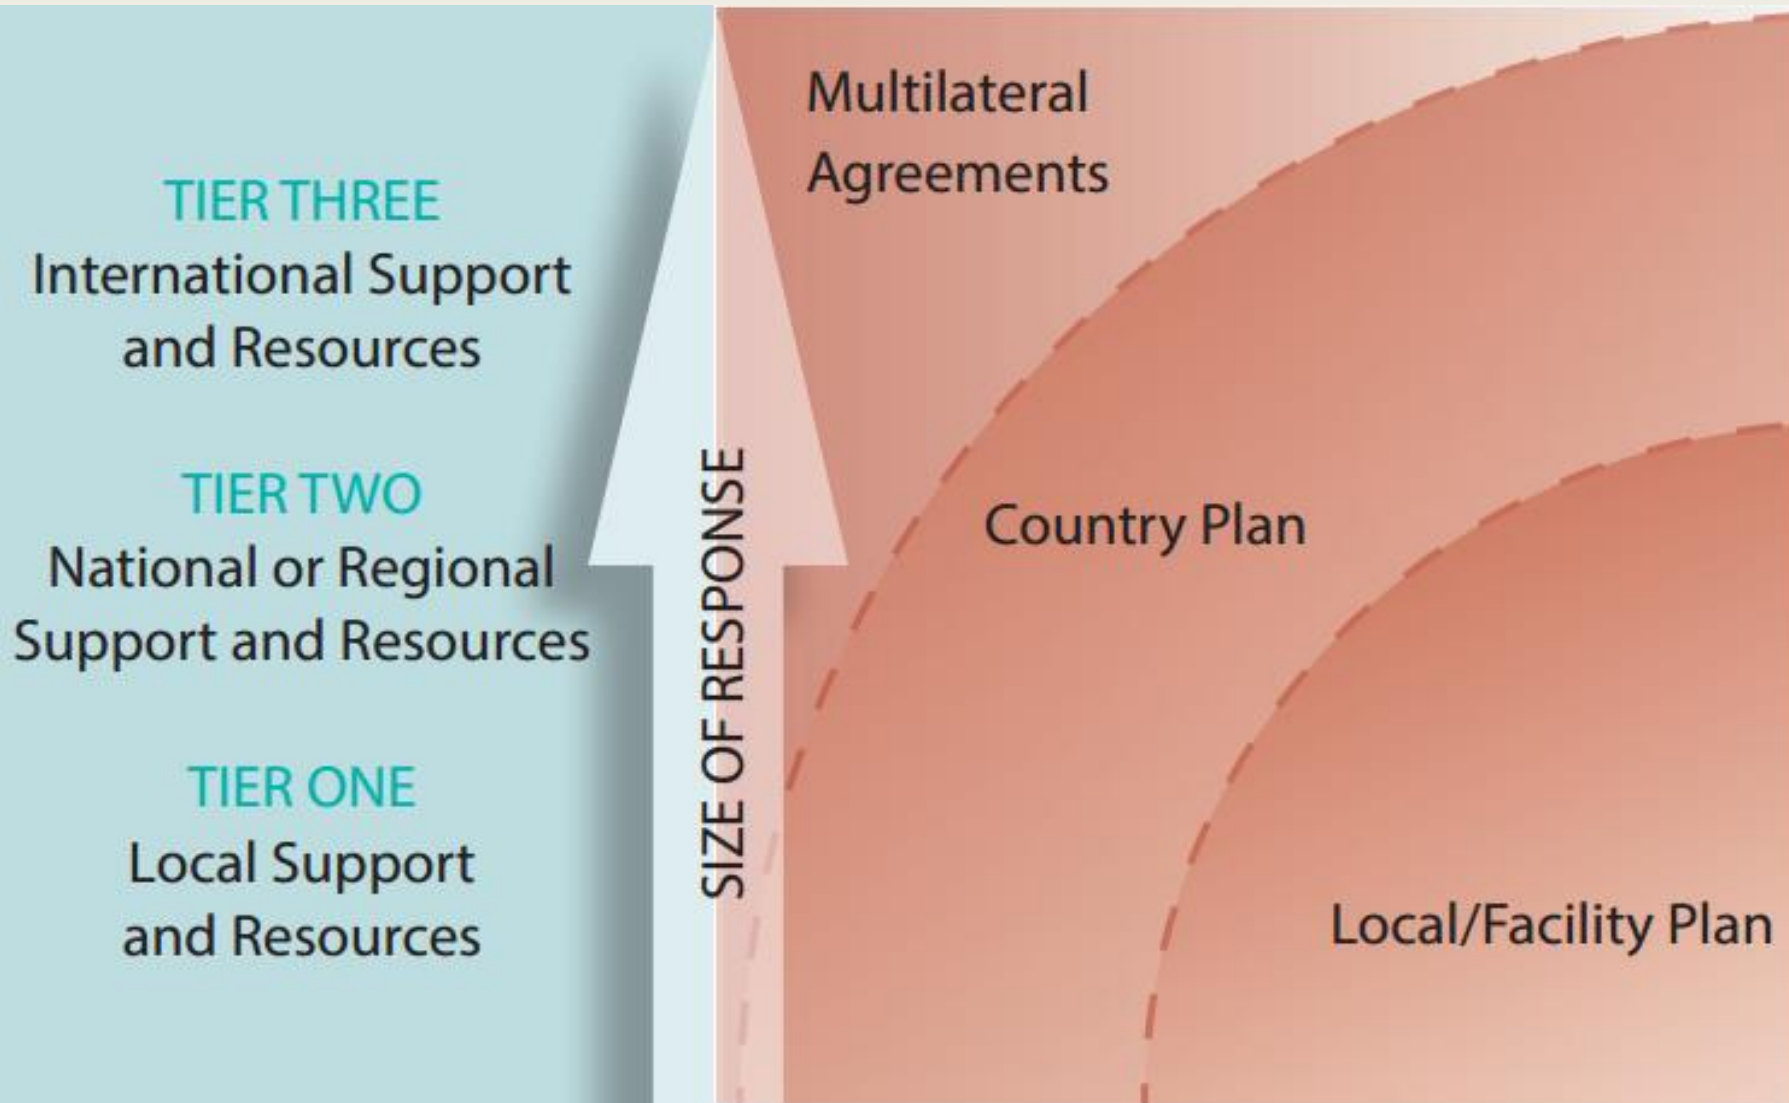 TIER THREE
International Support
and Resources
TIER TWO
National or Regional
Support and Resources
TIER ONE
Local Support
and Resources
SIZE OF RESPONSE
Multilateral
Agreements
Country Plan
Local/Facility Plan